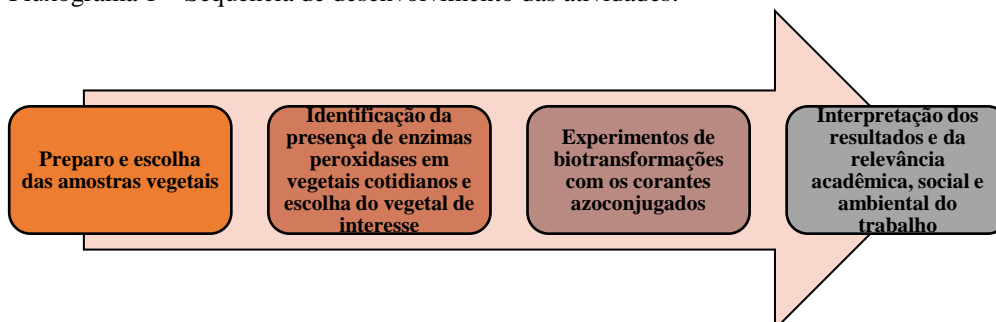 Fluxograma 1 – Sequência de desenvolvimento das atividades.
Preparo e escolha
das amostras vegetais
Identificação da
presença de enzimas
peroxidases em
vegetais cotidianos e
escolha do vegetal de
interesse
Experimentos de
biotransformações
com os corantes
azoconjugados
Interpretação dos
resultados e da
relevância
acadêmica, social e
ambiental do
trabalho